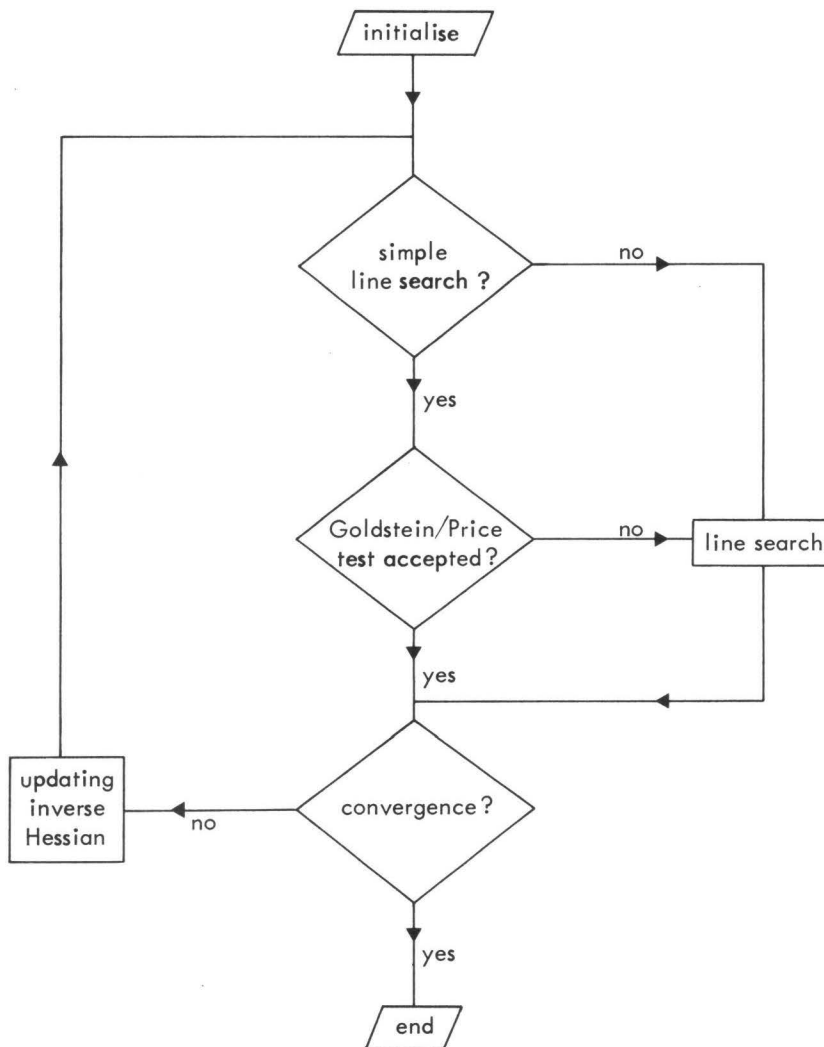 initialise
simple
line search ?
no
yes
Goldstein/Price
test accepted?
no
line search
yes
updating
inverse
Hessian
no
convergence?
yes
end